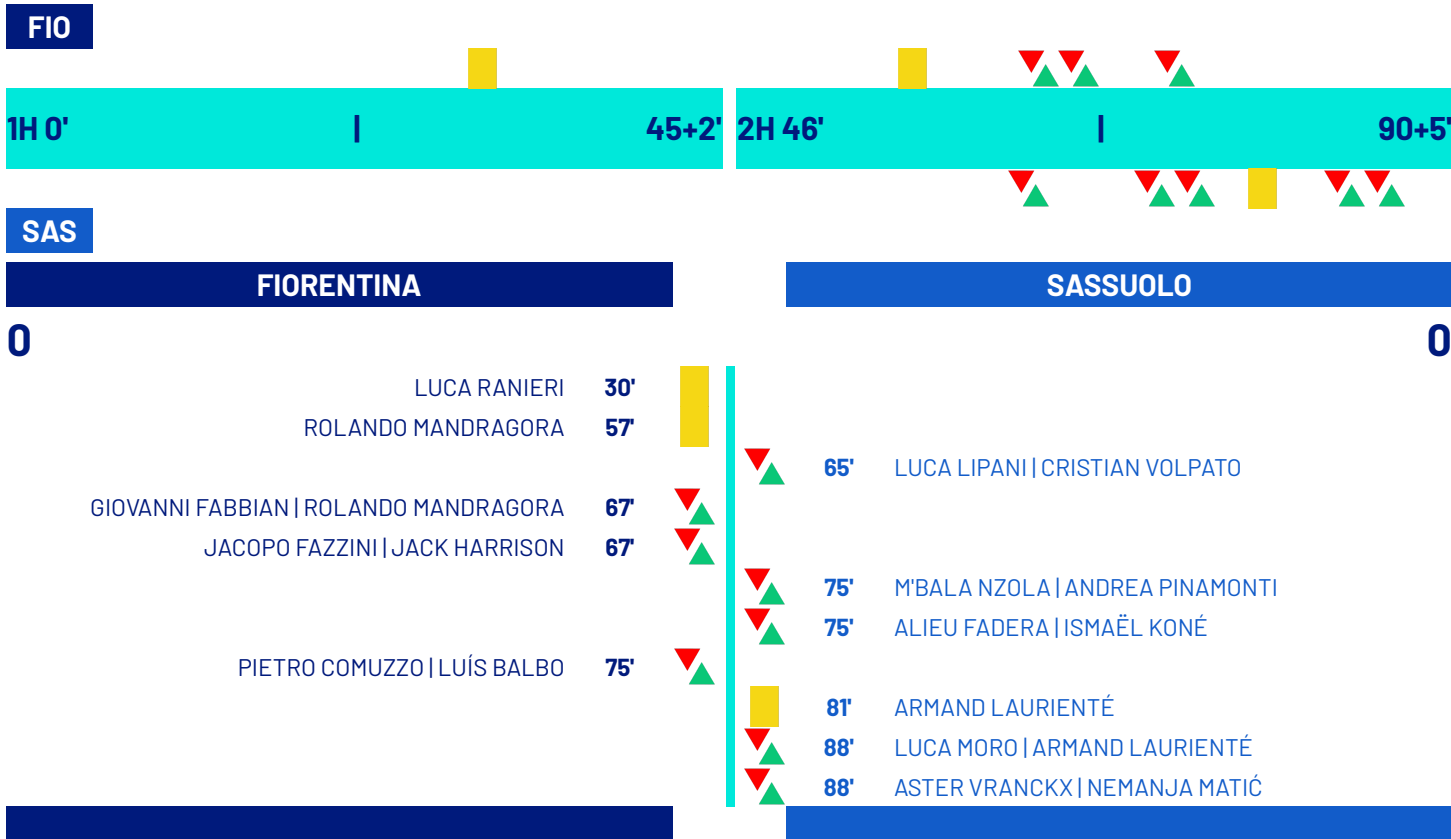 FIO
1H 0' | 45+2' 2H 46' | 90+5'
SAS
FIORENTINA SASSUOLO
0 0
LUCA RANIERI 30'
ROLANDO MANDRAGORA 57'
65' LUCA LIPANI | CRISTIAN VOLPATO
GIOVANNI FABBIAN | ROLANDO MANDRAGORA 67'
JACOPO FAZZINI | JACK HARRISON 67'
75' M'BALA NZOLA | ANDREA PINAMONTI
75' ALIEU FADERA | ISMAËL KONÉ
PIETRO COMUZZO | LUÍS BALBO 75'
81' ARMAND LAURIENTÉ
88' LUCA MORO | ARMAND LAURIENTÉ
88' ASTER VRANCKX | NEMANJA MATIĆ